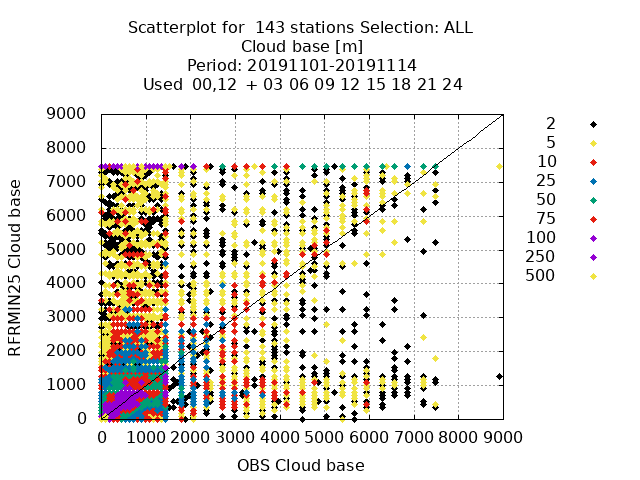 Scatterplot for  143 stations Selection: ALL
Cloud base [m]
Period: 20191101-20191114
Used  00,12  + 03 06 09 12 15 18 21 24
9000
8000
7000
6000
5000
4000
3000
2000
1000
0
RFRMIN25 Cloud base
0 1000 2000 3000 4000 5000 6000 7000 8000 9000
OBS Cloud base
2
5
10
25
50
75
100
250
500